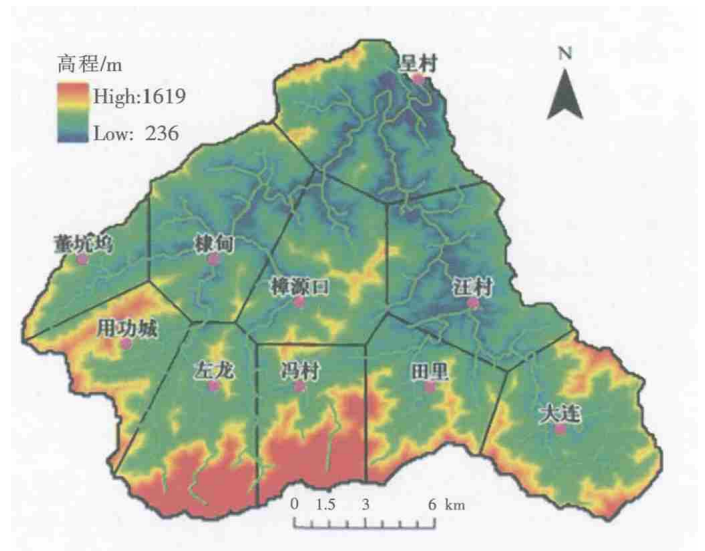 高程/m
High:1619
Low: 236
N
呈村
董坑坞
棣甸
樟源口
汪村
用功城
左龙
冯村
田里
大连
0 1.5 3 6 km